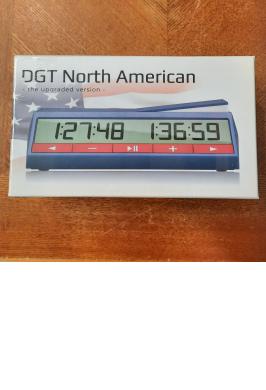 DGT North American
- the upgraded version -
1:27:48 1:36:59